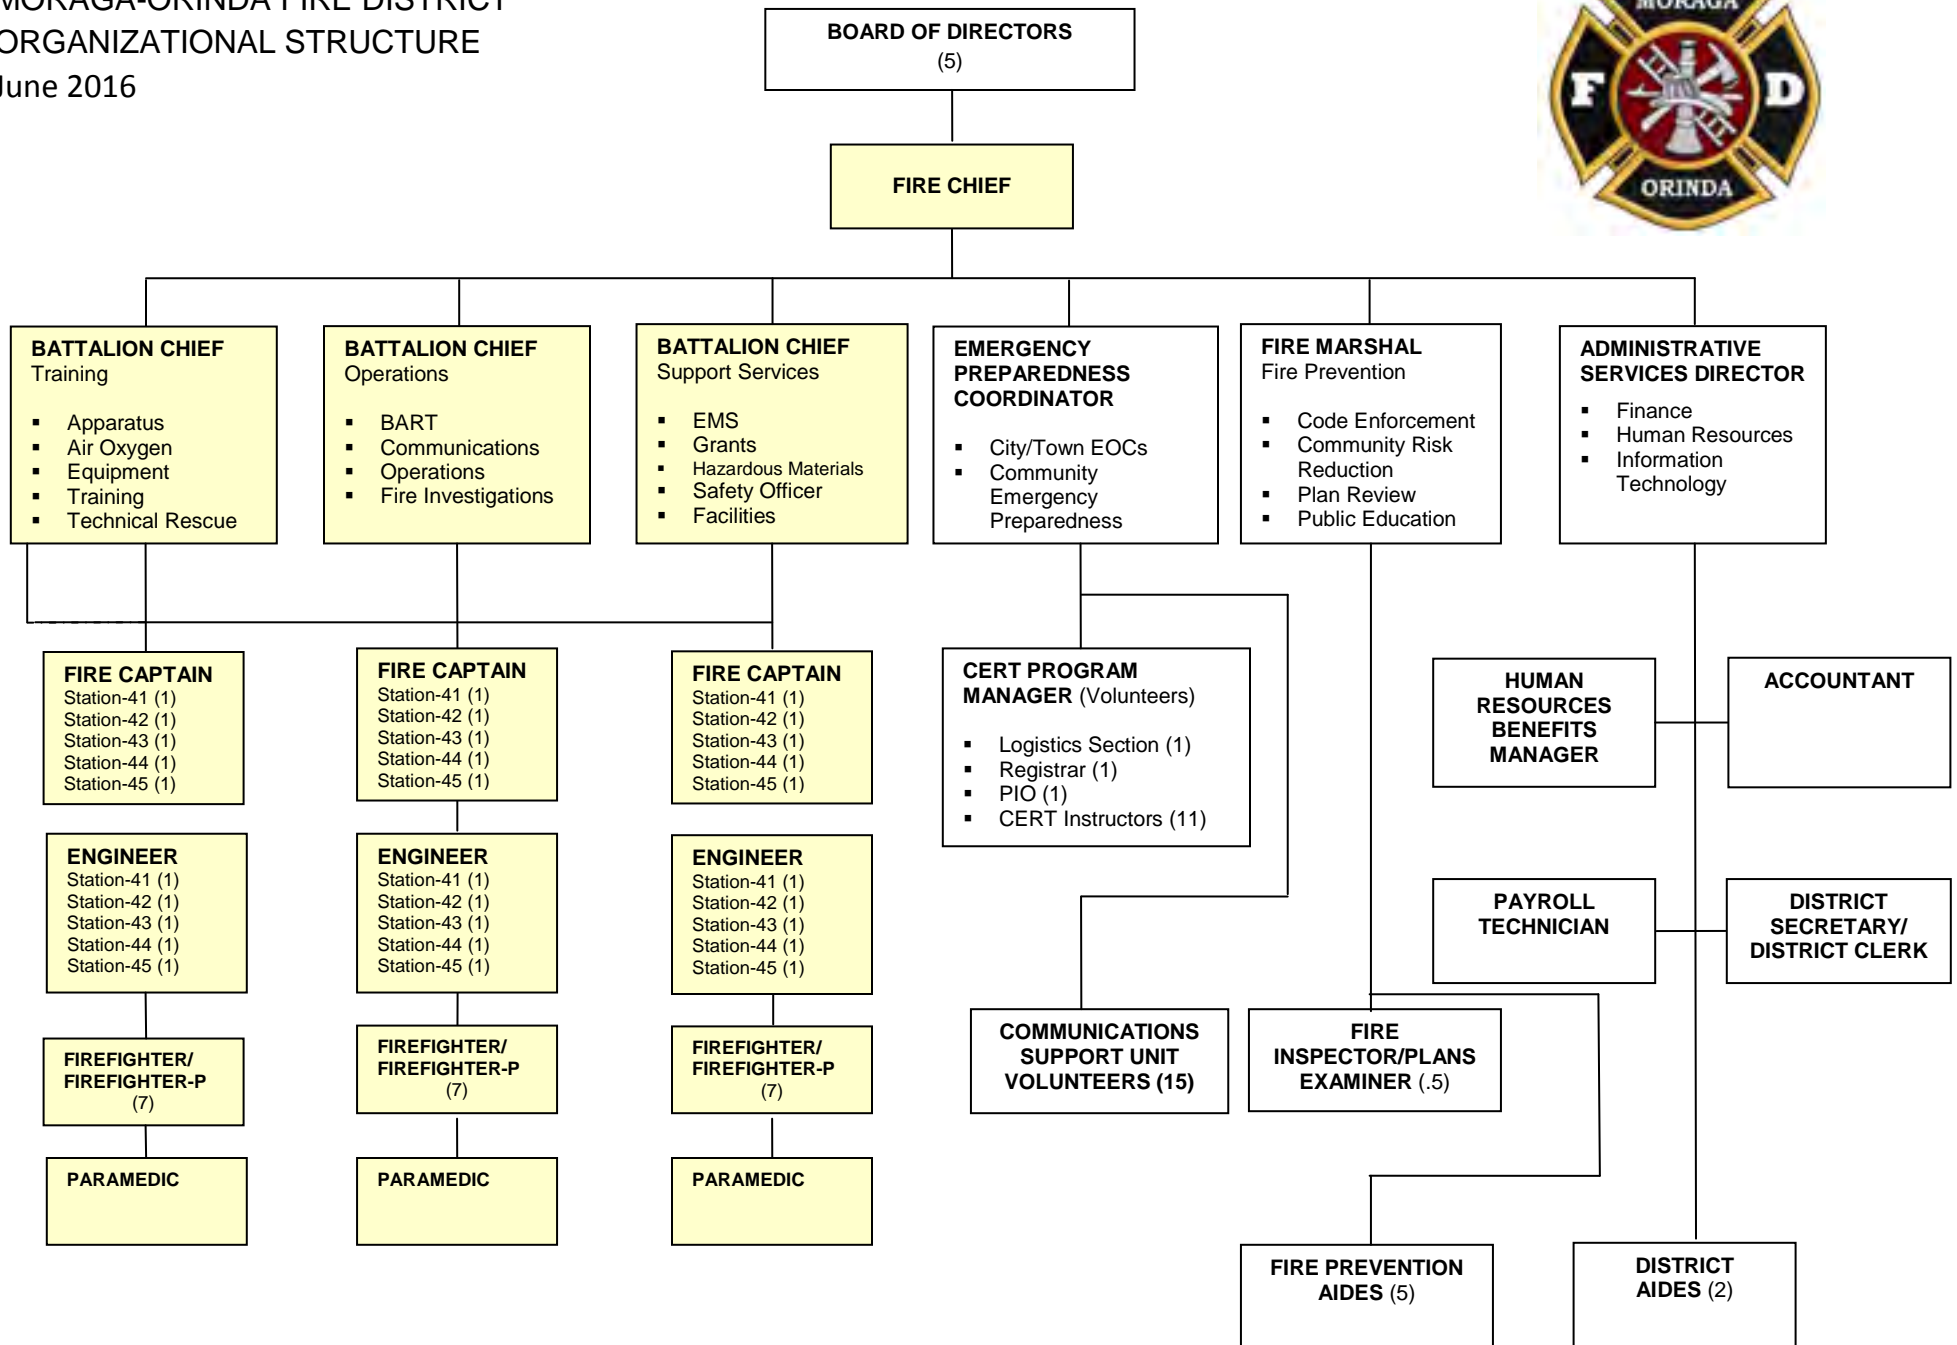 MORAGA-ORINDA FIRE DISTRICT
ORGANIZATIONAL STRUCTURE
June 2016
BOARD OF DIRECTORS
(5)
MORAGA
F D
ORINDA
FIRE CHIEF
BATTALION CHIEF
Training
▪ Apparatus
▪ Air Oxygen
▪ Equipment
▪ Training
▪ Technical Rescue
BATTALION CHIEF
Operations
▪ BART
▪ Communications
▪ Operations
▪ Fire Investigations
BATTALION CHIEF
Support Services
▪ EMS
▪ Grants
▪ Hazardous Materials
▪ Safety Officer
▪ Facilities
EMERGENCY
PREPAREDNESS
COORDINATOR
▪ City/Town EOCs
▪ Community
Emergency
Preparedness
FIRE MARSHAL
Fire Prevention
▪ Code Enforcement
▪ Community Risk
Reduction
▪ Plan Review
▪ Public Education
ADMINISTRATIVE
SERVICES DIRECTOR
▪ Finance
▪ Human Resources
▪ Information
Technology
FIRE CAPTAIN
Station-41 (1)
Station-42 (1)
Station-43 (1)
Station-44 (1)
Station-45 (1)
FIRE CAPTAIN
Station-41 (1)
Station-42 (1)
Station-43 (1)
Station-44 (1)
Station-45 (1)
FIRE CAPTAIN
Station-41 (1)
Station-42 (1)
Station-43 (1)
Station-44 (1)
Station-45 (1)
CERT PROGRAM
MANAGER (Volunteers)
▪ Logistics Section (1)
▪ Registrar (1)
▪ PIO (1)
▪ CERT Instructors (11)
HUMAN
RESOURCES
BENEFITS
MANAGER
ACCOUNTANT
ENGINEER
Station-41 (1)
Station-42 (1)
Station-43 (1)
Station-44 (1)
Station-45 (1)
ENGINEER
Station-41 (1)
Station-42 (1)
Station-43 (1)
Station-44 (1)
Station-45 (1)
ENGINEER
Station-41 (1)
Station-42 (1)
Station-43 (1)
Station-44 (1)
Station-45 (1)
PAYROLL
TECHNICIAN
DISTRICT
SECRETARY/
DISTRICT CLERK
FIREFIGHTER/
FIREFIGHTER-P
(7)
FIREFIGHTER/
FIREFIGHTER-P
(7)
FIREFIGHTER/
FIREFIGHTER-P
(7)
COMMUNICATIONS
SUPPORT UNIT
VOLUNTEERS (15)
FIRE
INSPECTOR/PLANS
EXAMINER (.5)
PARAMEDIC
PARAMEDIC
PARAMEDIC
FIRE PREVENTION
AIDES (5)
DISTRICT
AIDES (2)